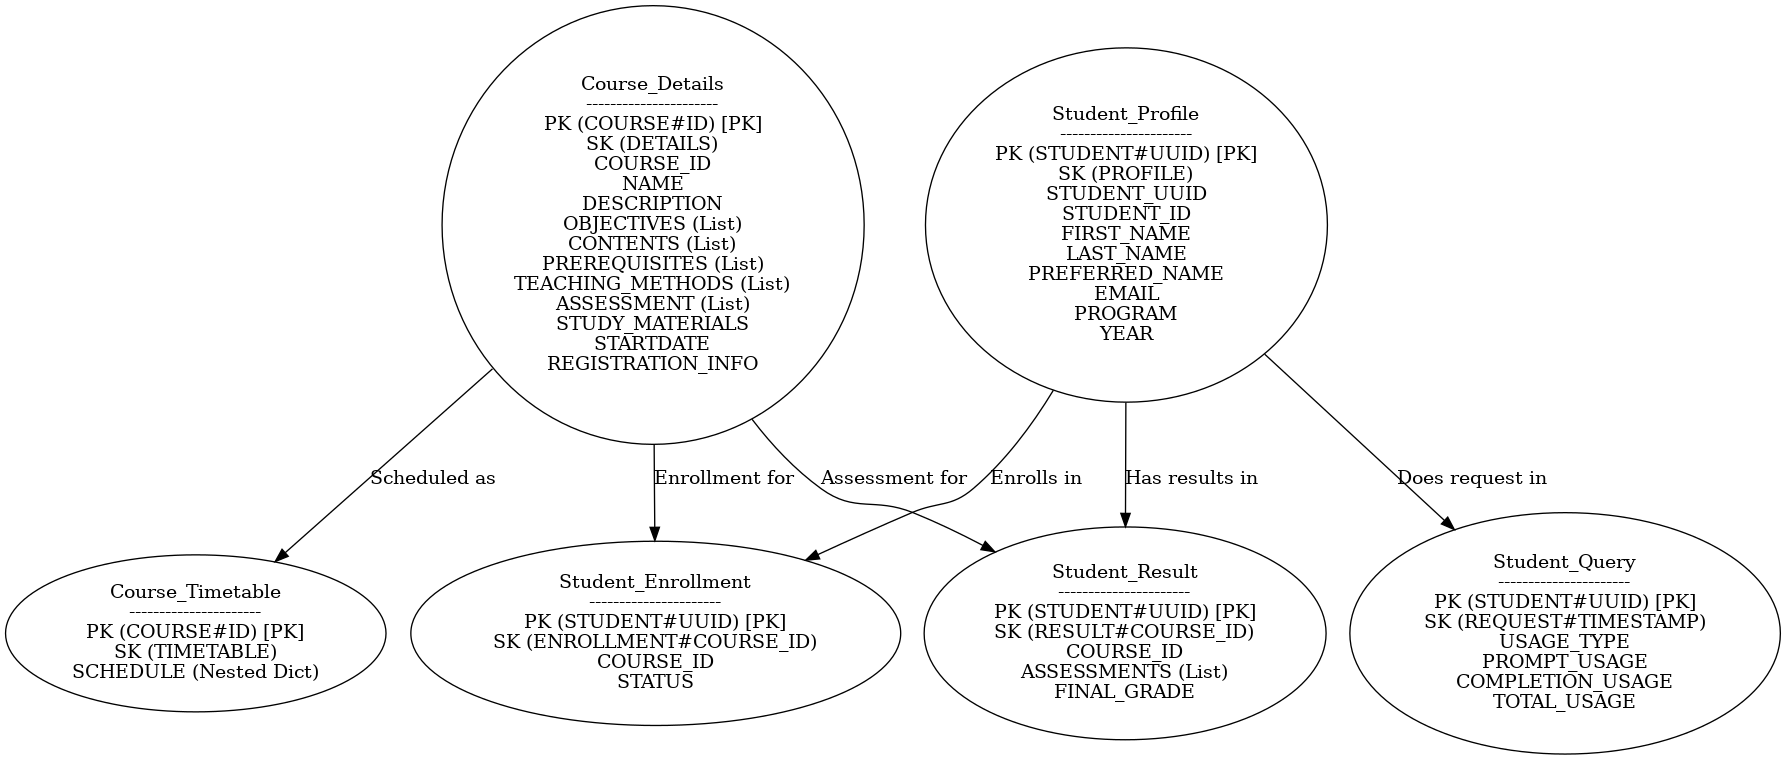 Course_Details
----------------------
PK (COURSE#ID) [PK]
SK (DETAILS)
COURSE_ID
NAME
DESCRIPTION
OBJECTIVES (List)
CONTENTS (List)
PREREQUISITES (List)
TEACHING_METHODS (List)
ASSESSMENT (List)
STUDY_MATERIALS
STARTDATE
REGISTRATION_INFO
Student_Profile
----------------------
PK (STUDENT#UUID) [PK]
SK (PROFILE)
STUDENT_UUID
STUDENT_ID
FIRST_NAME
LAST_NAME
PREFERRED_NAME
EMAIL
PROGRAM
YEAR
Scheduled as
Enrollment for
Assessment for
Enrolls in
Has results in
Does request in
Course_Timetable
----------------------
PK (COURSE#ID) [PK]
SK (TIMETABLE)
SCHEDULE (Nested Dict)
Student_Enrollment
----------------------
PK (STUDENT#UUID) [PK]
SK (ENROLLMENT#COURSE_ID)
COURSE_ID
STATUS
Student_Result
----------------------
PK (STUDENT#UUID) [PK]
SK (RESULT#COURSE_ID)
COURSE_ID
ASSESSMENTS (List)
FINAL_GRADE
Student_Query
----------------------
PK (STUDENT#UUID) [PK]
SK (REQUEST#TIMESTAMP)
USAGE_TYPE
PROMPT_USAGE
COMPLETION_USAGE
TOTAL_USAGE